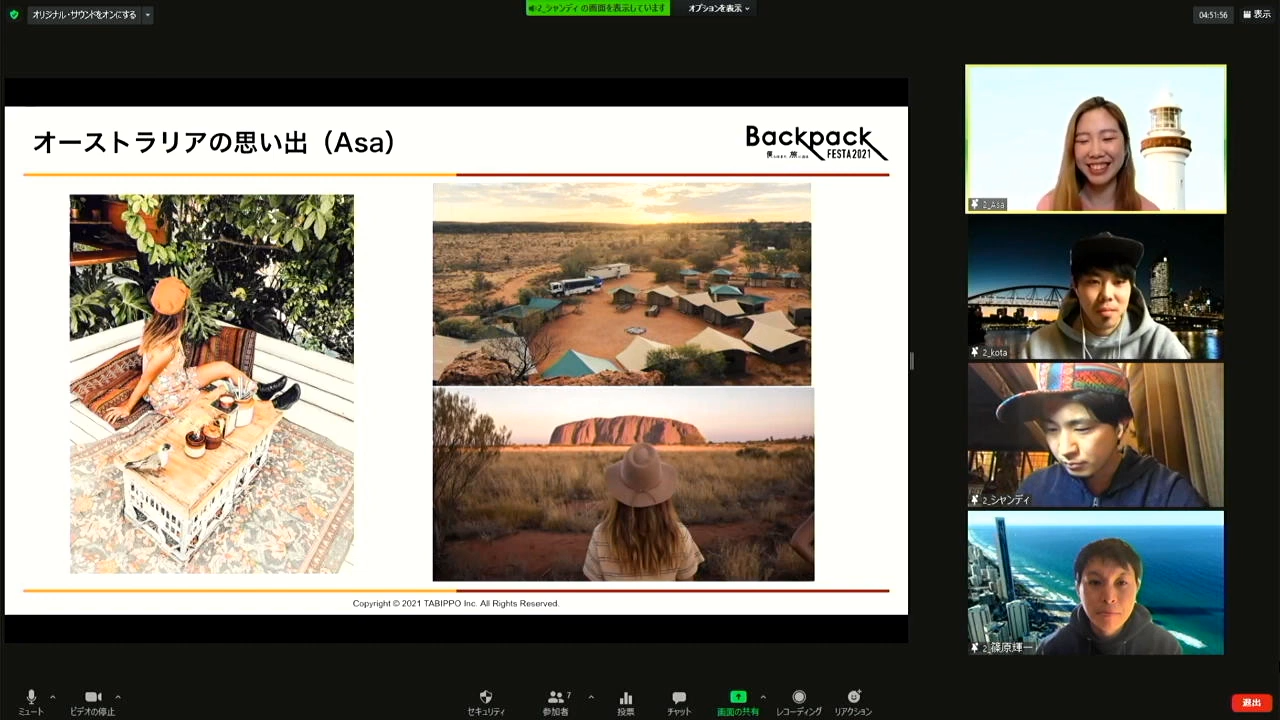 オリジナル・サウンドをオンにする
2_シャンディ の画面を表示しています
オプションを表示
04:51:56
表示
オーストラリアの思い出（Asa）
Backpack
FESTA2021
2_Asa
2_kota
2_シャンディ
2_篠原輝一
Copyright © 2021 TABIPPO Inc. All Rights Reserved.
ミュート
ビデオの停止
セキュリティ
7
参加者
投票
チャット
画面の共有
レコーディング
リアクション
退出